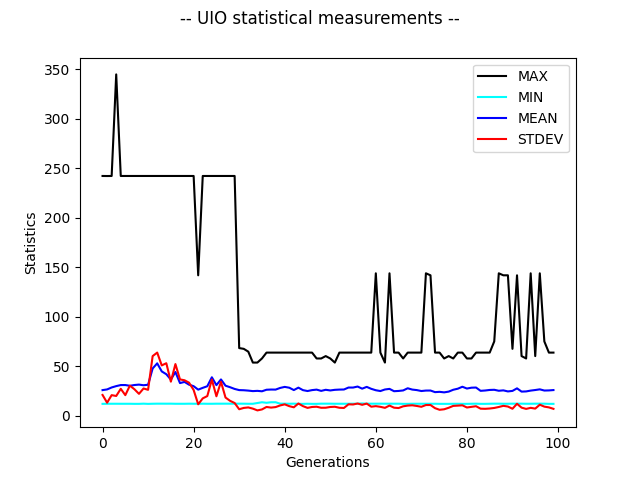 -- UIO statistical measurements --
350
300
250
200
150
100
50
0
Statistics
MAX
MIN
MEAN
STDEV
0 20 40 60 80 100
Generations